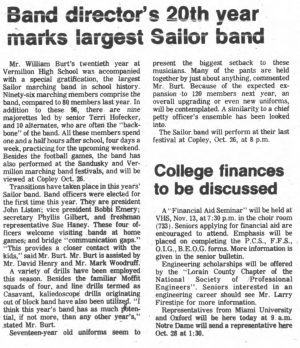 Band director's 20th year
marks largest Sailor band
Mr. William Burt's twentieth year at
Vermilion High School was accompanied
with a special gratification, the largest
Sailor marching band in school history.
Ninety-six marching members comprise the
band, compared to 80 members last year. In
addition to these 96, there are nine
majorettes led by senior Terri Hofecker,
and 10 alternates, who are often the "back-
bone" of the band. All these members spend
one and a half hours after school, four days a
week, practicing for the upcoming weekend.
Besides the football games, the band has
also performed at the Sandusky and Ver-
milion marching band festivals, and will be
viewed at Copley Oct. 26.
Transitions have taken place in this years'
Sailor band. Band officers were elected for
the first time this year. They are president
John Liston; vice president Bobbi Emery;
secretary Phyllis Gilbert, and freshman
representative Sue Haney. These four of-
ficers welcome visiting bands at home
games; and bridge "communication gaps."
"This provides a closer contact with the
kids," said Mr. Burt. Mr. Burt is assisted by
Mr. David Henry and Mr. Mark Woodruff.
A variety of drills have been employed
this season. Besides the familiar Moffit
squads of four, and line drills termed as
Casavant, kaliedoscope drills originating
out of block band have also been utilized. "I
think this year's band has as much poten-
tial, if not more, than any other year's,"
stated Mr. Burt.
Seventeen-year old uniforms seem to
present the biggest setback to these
musicians. Many of the pants are held
together by just about anything, commented
Mr. Burt. Because of the expected ex-
pansion to 120 members next year, an
overall upgrading or even new uniforms,
will be contemplated. A similarity to a chief
petty officer's ensemble has been looked
into.
The Sailor band will perform at their last
festival at Copley, Oct. 26, at 8 p.m.
College finances
to be discussed
A "Financial Aid Seminar" will be held at
VHS, Nov. 13, at 7:30 p.m. in the choir room
(733). Seniors applying for financial aid are
encouraged to attend. Emphasis will be
placed on completing the P.C.S., F.F.S.,
O.I.G., B.E.O.G. forms. More information is
given in the senior bulletin.
Engineering scholarships will be offered
by the "Lorain County Chapter of the
National Society of Professional
Engineers". Seniors interested in an
engineering career should see Mr. Larry
Firestine for more information.
Representatives from Miami University
and Oxford will be here today at 9 a.m.
Notre Dame will send a representative here
Oct. 28 at 1:30.